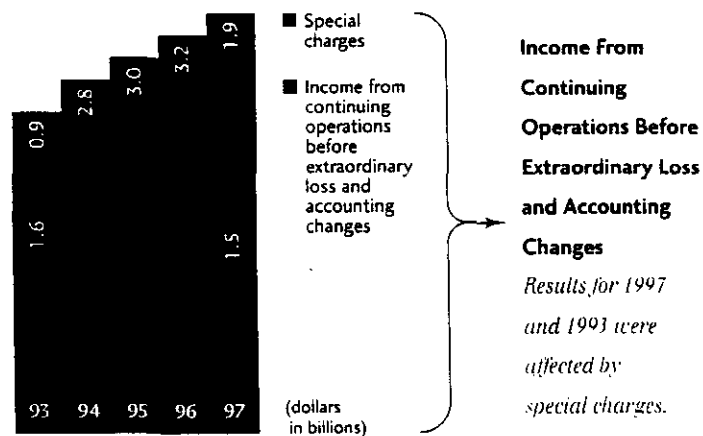 0.9
2.8
3.0
3.2
1.9
1.6
1.5
93 94 95 96 97
Special
charges
Income from
continuing
operations
before
extraordinary
loss and
accounting
changes
(dollars
in billions)
Income From
Continuing
Operations Before
Extraordinary Loss
and Accounting
Changes
Results for 1997
and 1993 were
affected by
special charges.